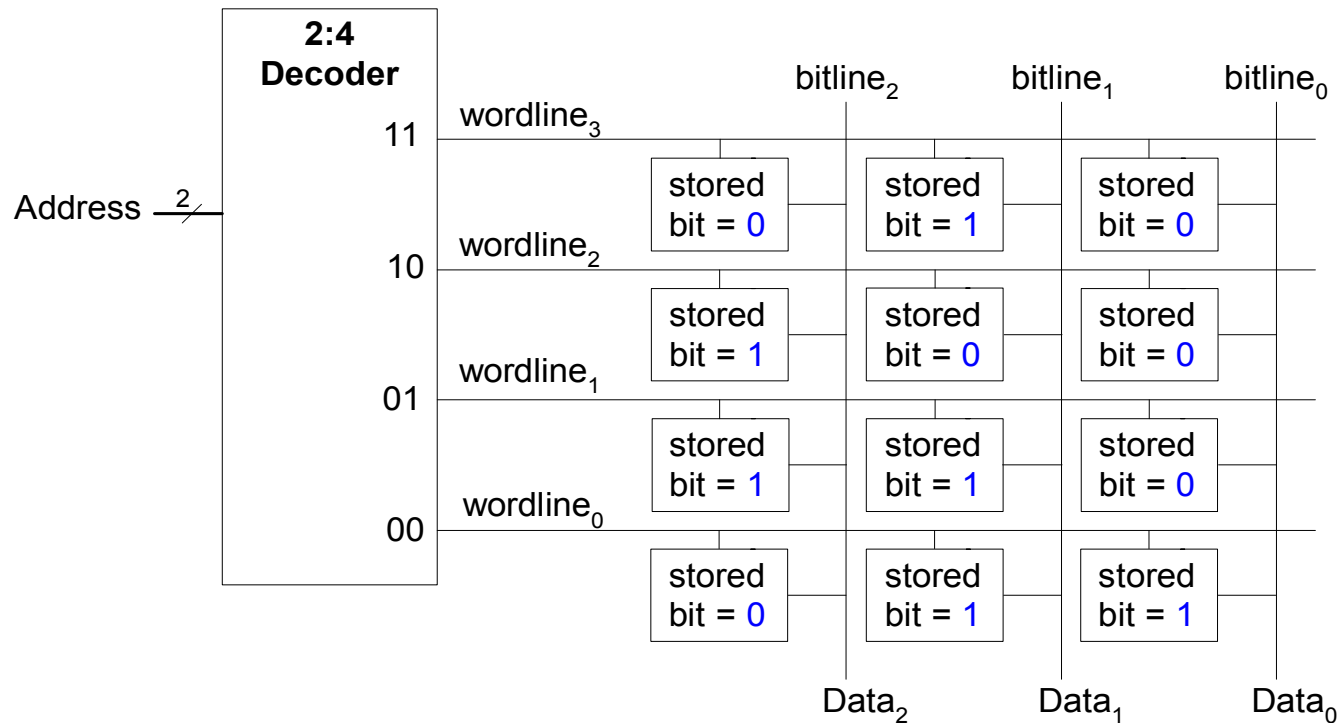 2:4
Decoder
bitline₂
bitline₁
bitline₀
wordline₃
11
stored
bit = 0
stored
bit = 1
stored
bit = 0
Address
2
wordline₂
10
stored
bit = 1
stored
bit = 0
stored
bit = 0
wordline₁
01
stored
bit = 1
stored
bit = 1
stored
bit = 0
wordline₀
00
stored
bit = 0
stored
bit = 1
stored
bit = 1
Data₂
Data₁
Data₀